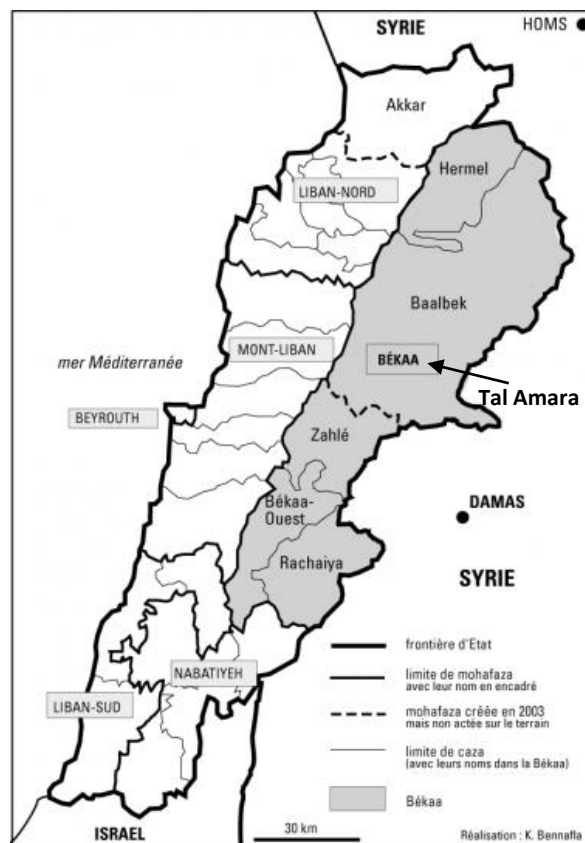 SYRIE
HOMS
Akkar
Hermel
LIBAN-NORD
Baalbek
mer Méditerranée
MONT-LIBAN
BÉKAA
Tal Amara
BEYROUTH
Zahlé
Békaa-
Ouest
DAMAS
Rachaiya
SYRIE
NABATIYEH
LIBAN-SUD
ISRAEL
frontière d'Etat
limite de mohafaza
avec leur nom en encadré
mohafaza créée en 2003
mais non actée sur le terrain
limite de caza
(avec leurs noms dans la Békaa)
Békaa
30 km
Réalisation : K. Bennafla